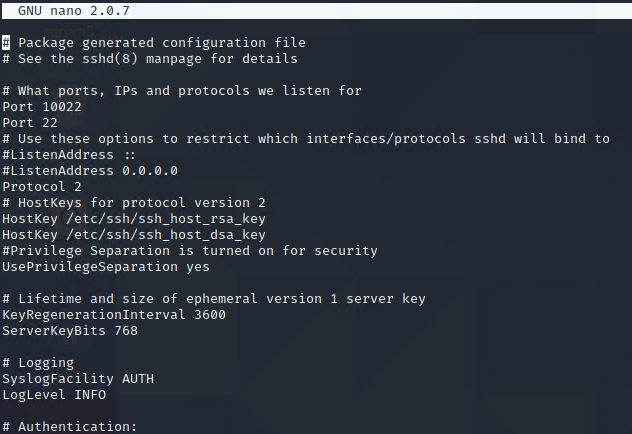 GNU nano 2.0.7
# Package generated configuration file
# See the sshd(8) manpage for details
# What ports, IPs and protocols we listen for
Port 10022
Port 22
# Use these options to restrict which interfaces/protocols sshd will bind to
#ListenAddress ::
#ListenAddress 0.0.0.0
Protocol 2
# HostKeys for protocol version 2
HostKey /etc/ssh/ssh_host_rsa_key
HostKey /etc/ssh/ssh_host_dsa_key
#Privilege Separation is turned on for security
UsePrivilegeSeparation yes
# Lifetime and size of ephemeral version 1 server key
KeyRegenerationInterval 3600
ServerKeyBits 768
# Logging
SyslogFacility AUTH
LogLevel INFO
# Authentication: